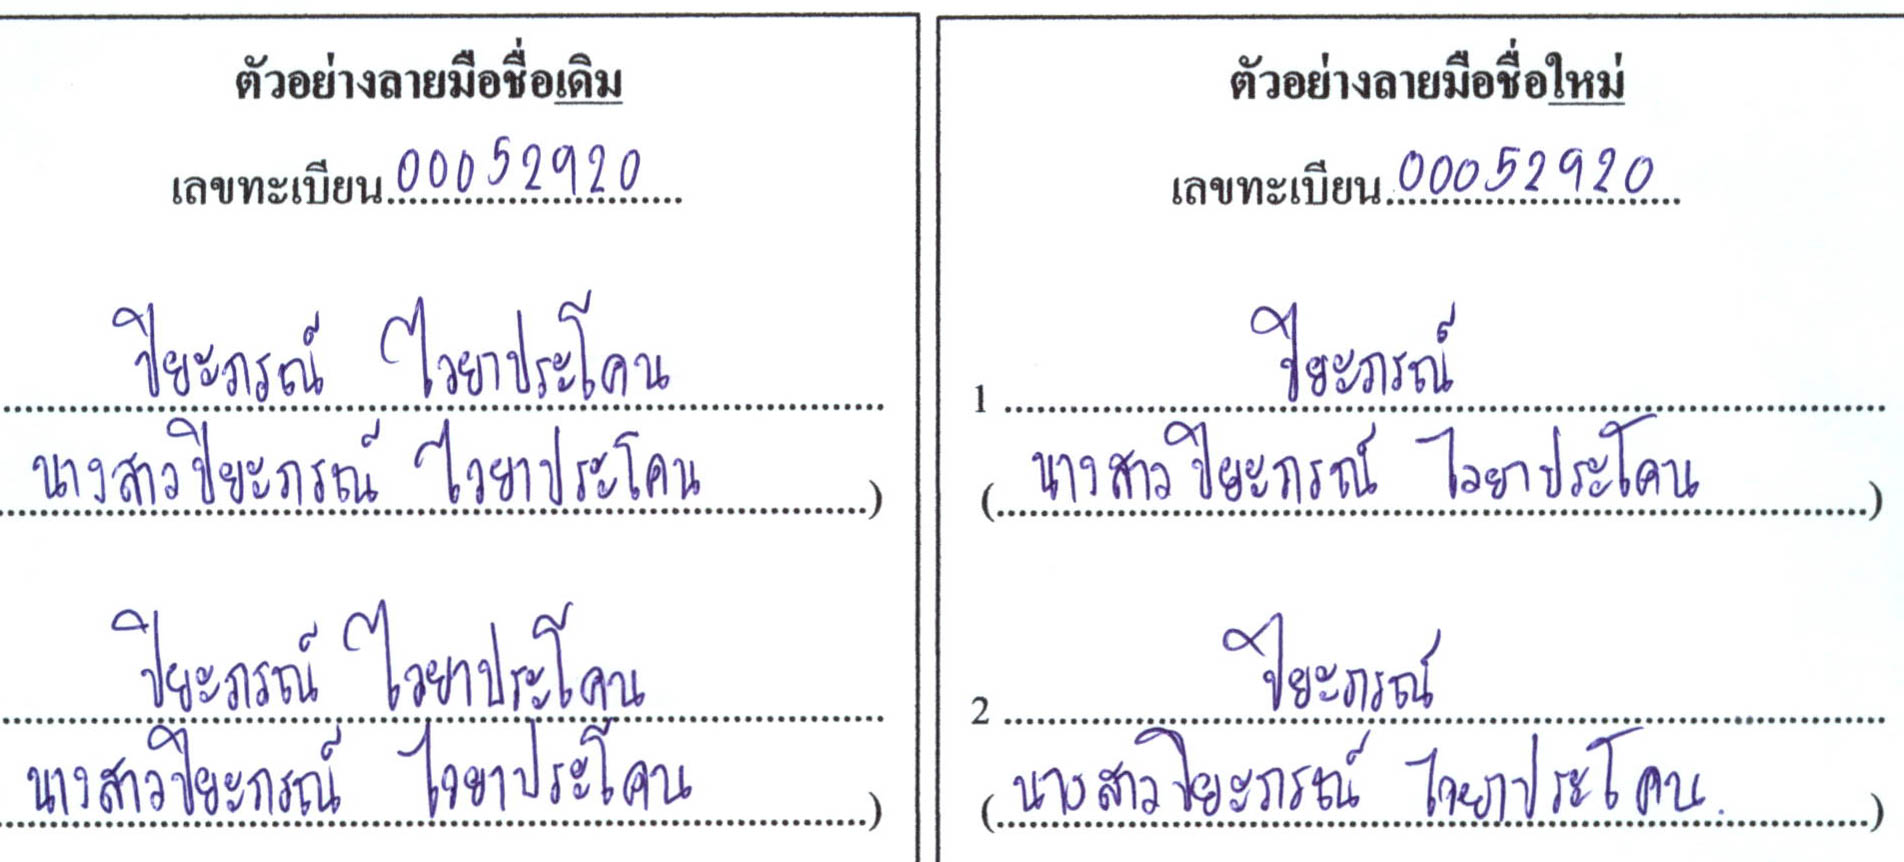 ตัวอย่างลายมือชื่อเดิม
เลขทะเบียน 00052920
ปิยะภรณ์ ไวยาประโคน
นางสาวปิยะภรณ์ ไวยาประโคน)
ปิยะภรณ์ ไวยาประโคน
นางสาวปิยะภรณ์ ไวยาประโคน)
ตัวอย่างลายมือชื่อใหม่
เลขทะเบียน 00052920
1 ปิยะภรณ์
(นางสาวปิยะภรณ์ ไวยาประโคน)
2 ปิยะภรณ์
(นางสาวปิยะภรณ์ ไวยาประโคน.)